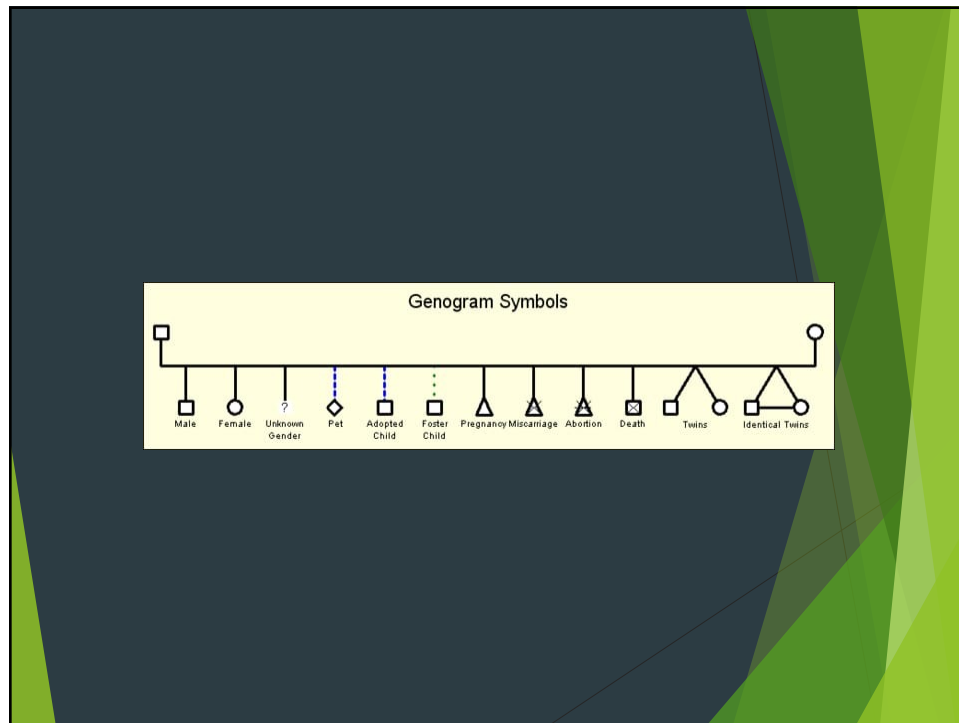 Genogram Symbols
?
Male Female Unknown Pet Adopted Foster Pregnancy Miscarriage Abortion Death Twins Identical Twins
Gender Child Child